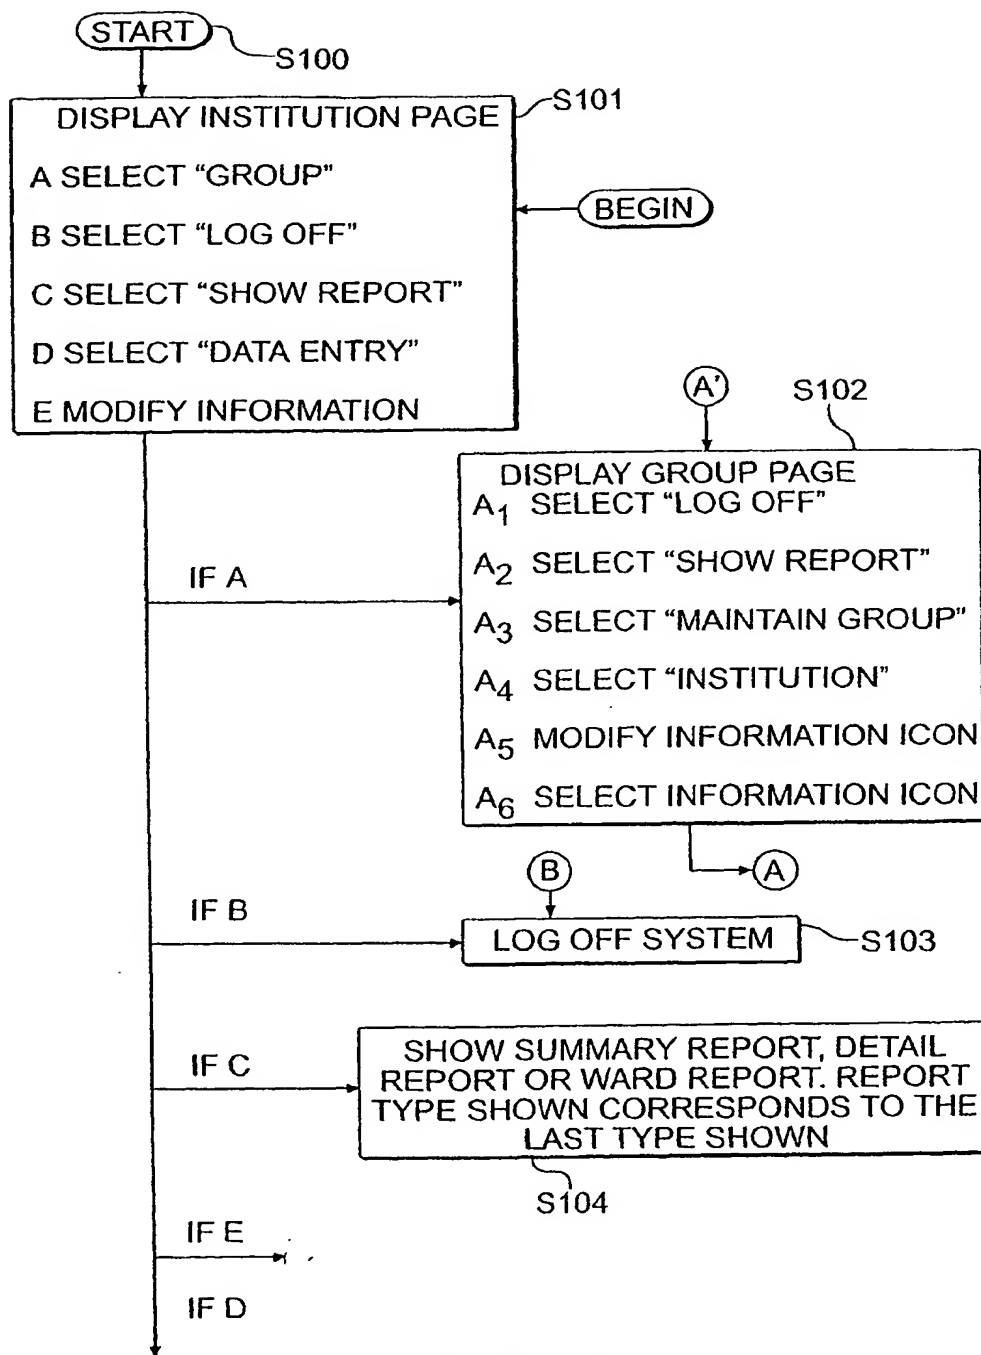 START
S100
S101
DISPLAY INSTITUTION PAGE
A SELECT “GROUP”
B SELECT “LOG OFF”
C SELECT “SHOW REPORT”
D SELECT “DATA ENTRY”
E MODIFY INFORMATION
BEGIN
A'
S102
DISPLAY GROUP PAGE
A1 SELECT “LOG OFF”
A2 SELECT “SHOW REPORT”
A3 SELECT “MAINTAIN GROUP”
A4 SELECT “INSTITUTION”
A5 MODIFY INFORMATION ICON
A6 SELECT INFORMATION ICON
IF A
A
B
IF B
LOG OFF SYSTEM
S103
IF C
SHOW SUMMARY REPORT, DETAIL
REPORT OR WARD REPORT. REPORT
TYPE SHOWN CORRESPONDS TO THE
LAST TYPE SHOWN
S104
IF E
IF D